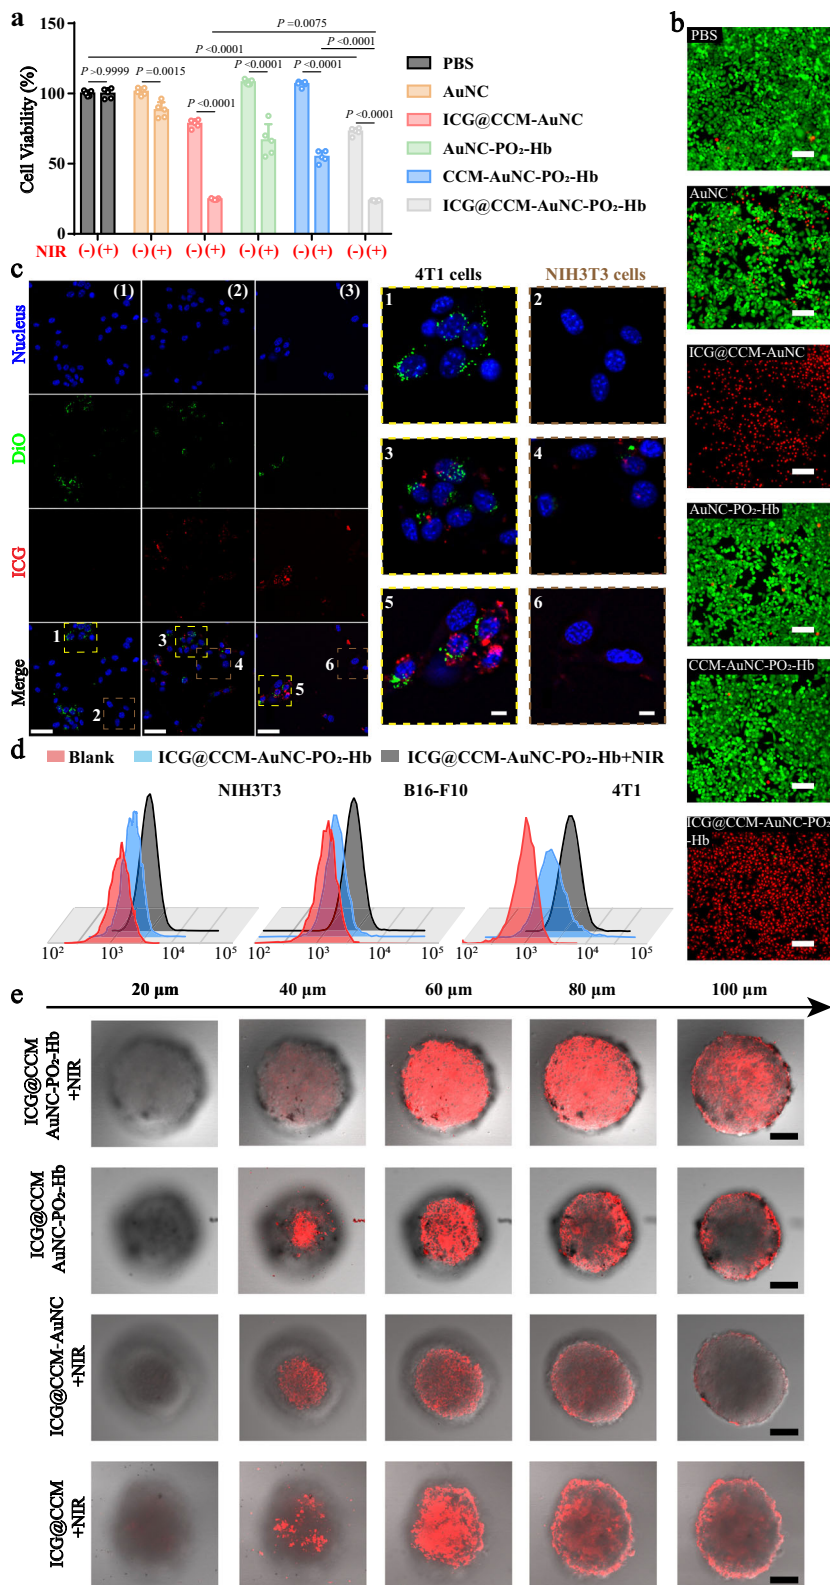 a
150
100
50
0
Cell Viability (%)
P=0.0075
P<0.0001
P<0.0001
P>0.9999
P=0.0015
P<0.0001
P<0.0001
P<0.0001
P<0.0001
NIR
(-)(+)
(-)(+)
(-)(+)
(-)(+)
(-)(+)
(-)(+)
PBS
AuNC
ICG@CCM-AuNC
AuNC-PO₂-Hb
CCM-AuNC-PO₂-Hb
ICG@CCM-AuNC-PO₂-Hb
b
PBS
AuNC
ICG@CCM-AuNC
AuNC-PO₂-Hb
CCM-AuNC-PO₂-Hb
ICG@CCM-AuNC-PO₂
-Hb
c
(1)
(2)
(3)
Nucleus
DiO
ICG
Merge
1
2
3
4
5
6
4T1 cells
NIH3T3 cells
1
2
3
4
5
6
d
Blank
ICG@CCM-AuNC-PO₂-Hb
ICG@CCM-AuNC-PO₂-Hb+NIR
NIH3T3
B16-F10
4T1
10²
10³
10⁴
10⁵
10²
10³
10⁴
10⁵
10²
10³
10⁴
10⁵
e
20 μm
40 μm
60 μm
80 μm
100 μm
ICG@CCM
AuNC-PO₂-Hb
+NIR
ICG@CCM
AuNC-PO₂-Hb
ICG@CCM-AuNC
+NIR
ICG@CCM
+NIR